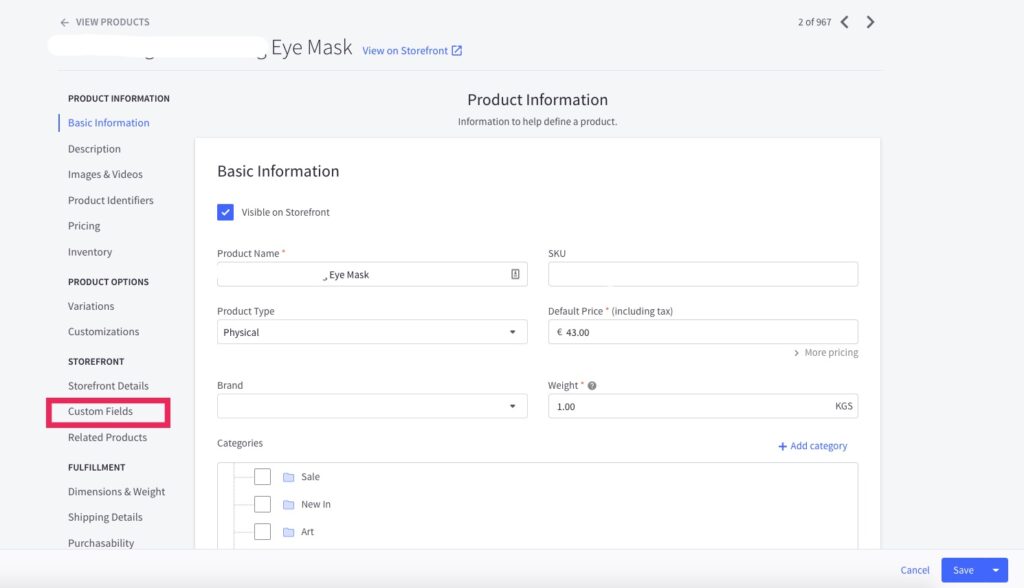 VIEW PRODUCTS
2 of 967
Eye Mask View on Storefront
PRODUCT INFORMATION
Basic Information
Description
Images & Videos
Product Identifiers
Pricing
Inventory
PRODUCT OPTIONS
Variations
Customizations
STOREFRONT
Storefront Details
Custom Fields
Related Products
FULFILLMENT
Dimensions & Weight
Shipping Details
Purchasability
Product Information
Information to help define a product.
Basic Information
Visible on Storefront
Product Name *
Eye Mask
SKU
Product Type
Physical
Default Price * (including tax)
€ 43.00
More pricing
Brand
Weight *
1.00 KGS
Categories
Add category
Sale
New In
Art
Cancel
Save